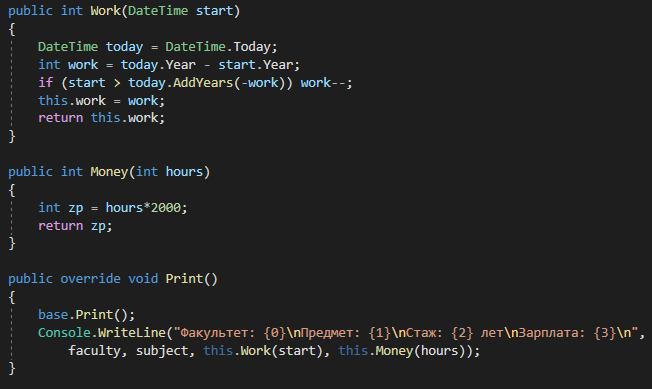 public int Work(DateTime start)
{
    DateTime today = DateTime.Today;
    int work = today.Year - start.Year;
    if (start > today.AddYears(-work)) work--;
    this.work = work;
    return this.work;
}

public int Money(int hours)
{
    int zp = hours*2000;
    return zp;
}

public override void Print()
{
    base.Print();
    Console.WriteLine("Факультет: {0}\nПредмет: {1}\nСтаж: {2} лет\nЗарплата: {3}\n",
        faculty, subject, this.Work(start), this.Money(hours));
}